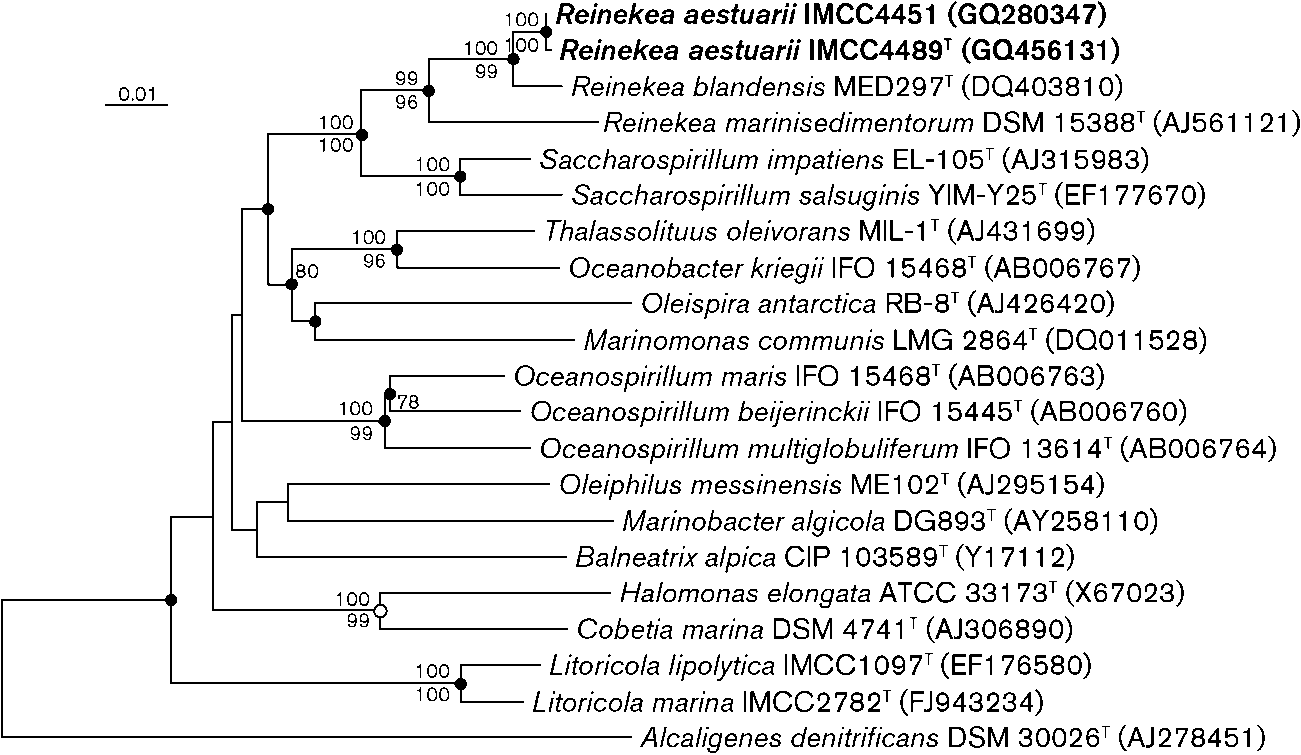 100
Reinekea aestuarii IMCC4451 (GQ280347)
100 100
Reinekea aestuarii IMCC4489ᵀ (GQ456131)
99
Reinekea blandensis MED297ᵀ (DQ403810)
99
96
0.01
Reinekea marinisedimentorum DSM 15388ᵀ (AJ561121)
100
100
Saccharospirillum impatiens EL-105ᵀ (AJ315983)
100
100
Saccharospirillum salsuginis YIM-Y25ᵀ (EF177670)
Thalassolituus oleivorans MIL-1ᵀ (AJ431699)
100
96
Oceanobacter kriegii IFO 15468ᵀ (AB006767)
80
Oleispira antarctica RB-8ᵀ (AJ426420)
Marinomonas communis LMG 2864ᵀ (DQ011528)
Oceanospirillum maris IFO 15468ᵀ (AB006763)
78
100
99
Oceanospirillum beijerinckii IFO 15445ᵀ (AB006760)
Oceanospirillum multiglobuliferum IFO 13614ᵀ (AB006764)
Oleiphilus messinensis ME102ᵀ (AJ295154)
Marinobacter algicola DG893ᵀ (AY258110)
Balneatrix alpica CIP 103589ᵀ (Y17112)
Halomonas elongata ATCC 33173ᵀ (X67023)
100
99
Cobetia marina DSM 4741ᵀ (AJ306890)
Litoricola lipolytica IMCC1097ᵀ (EF176580)
100
100
Litoricola marina IMCC2782ᵀ (FJ943234)
Alcaligenes denitrificans DSM 30026ᵀ (AJ278451)